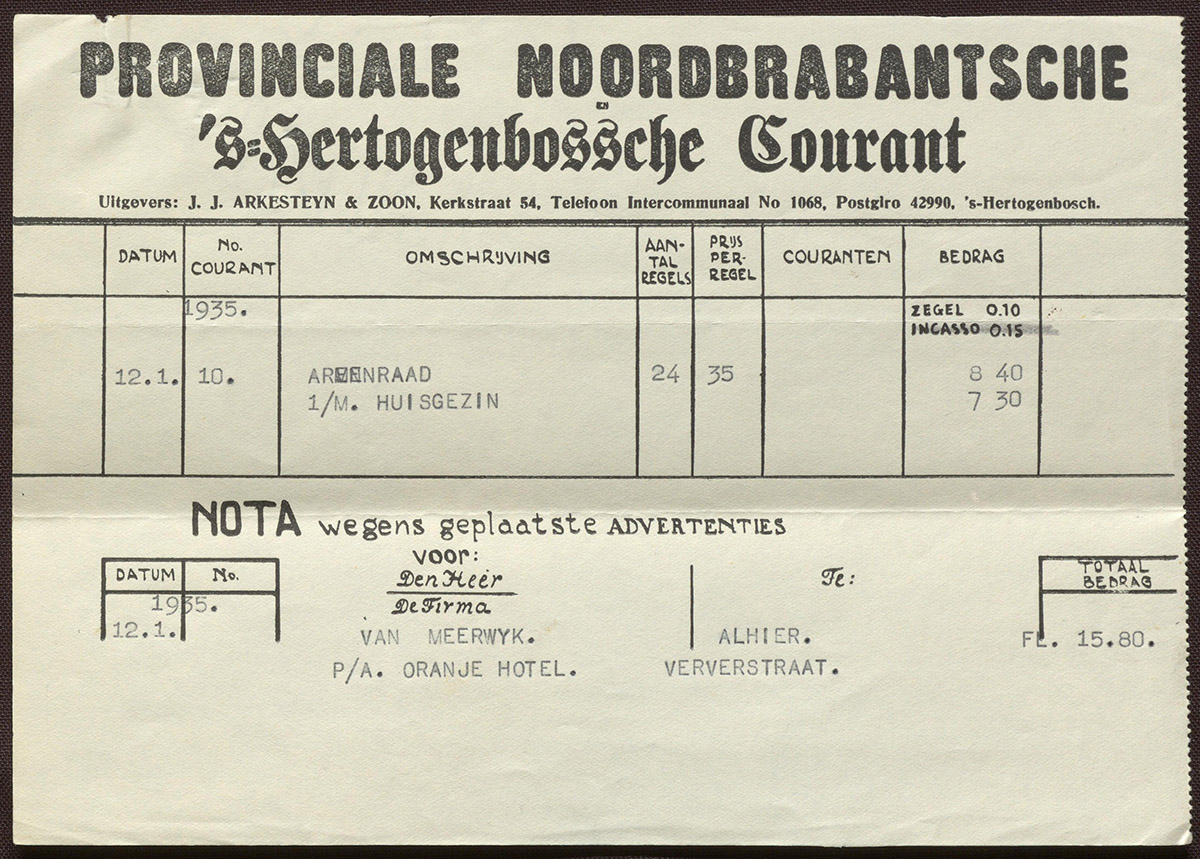 PROVINCIALE NOORDBRABANTSCHE
EN
's=Hertogenbossche Courant
Uitgevers: J. J. ARKESTEYN & ZOON, Kerkstraat 54, Telefoon Intercommunaal No 1068, Postgiro 42990, 's-Hertogenbosch.
DATUM No. COURANT OMSCHRIJVING AAN-TAL REGELS PRIJS PER-REGEL COURANTEN BEDRAG
1935. ZEGEL 0.10
INCASSO 0.15
12.1. 10. ARMENRAAD 24 35 8 40
1/M. HUISGEZIN 7 30
NOTA wegens geplaatste ADVERTENTIES
voor:
DATUM No. Den Heer Te: TOTAAL BEDRAG
1935. De Firma
12.1. VAN MEERWYK. ALHIER. FL. 15.80.
P/A. ORANJE HOTEL. VERVERSTRAAT.